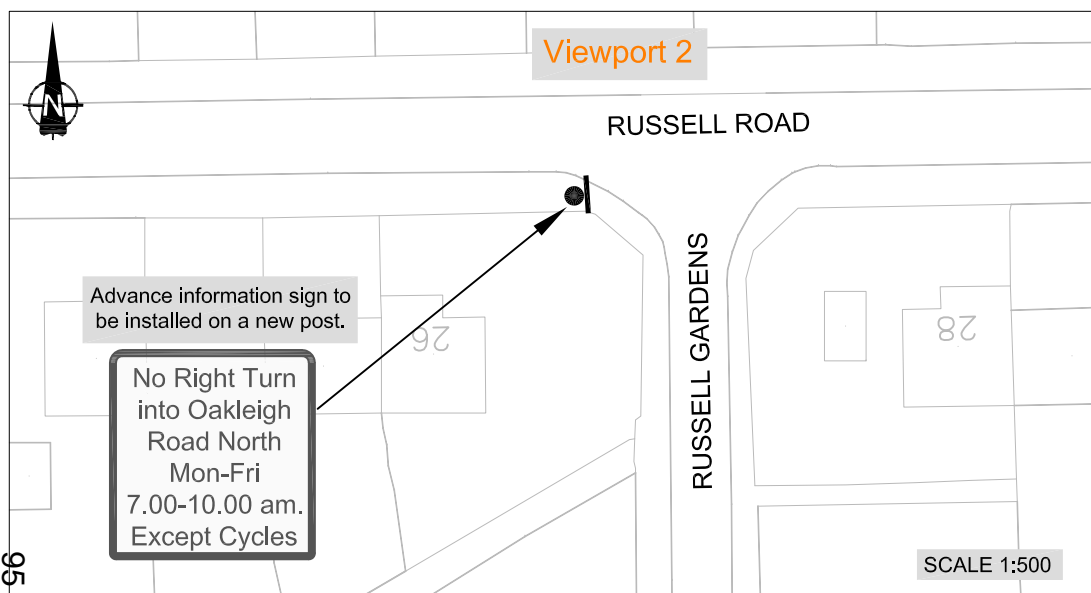 Viewport 2
N
RUSSELL ROAD
RUSSELL GARDENS
Advance information sign to
be installed on a new post.
26
28
No Right Turn
into Oakleigh
Road North
Mon-Fri
7.00-10.00 am.
Except Cycles
95
SCALE 1:500